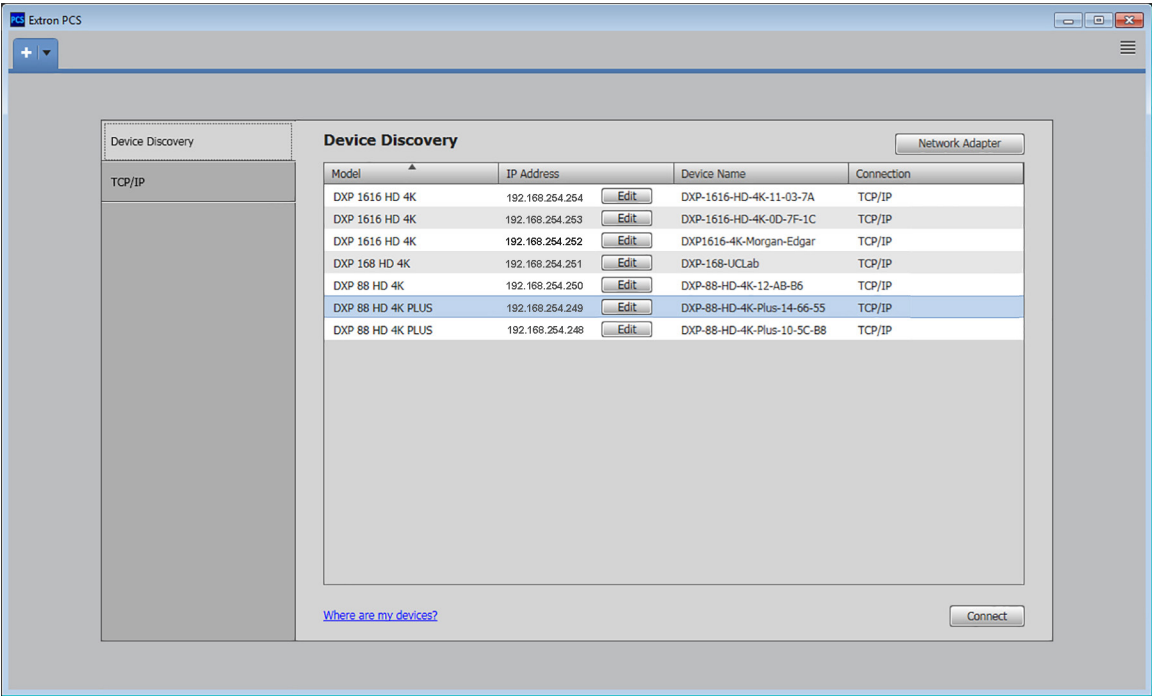 PCS Extron PCS
+
Device Discovery
TCP/IP
Device Discovery
Network Adapter
Model IP Address Device Name Connection
DXP 1616 HD 4K 192.168.254.254 Edit DXP-1616-HD-4K-11-03-7A TCP/IP
DXP 1616 HD 4K 192.168.254.253 Edit DXP-1616-HD-4K-0D-7F-1C TCP/IP
DXP 1616 HD 4K 192.168.254.252 Edit DXP1616-4K-Morgan-Edgar TCP/IP
DXP 168 HD 4K 192.168.254.251 Edit DXP-168-UCLab TCP/IP
DXP 88 HD 4K 192.168.254.250 Edit DXP-88-HD-4K-12-AB-B6 TCP/IP
DXP 88 HD 4K PLUS 192.168.254.249 Edit DXP-88-HD-4K-Plus-14-66-55 TCP/IP
DXP 88 HD 4K PLUS 192.168.254.248 Edit DXP-88-HD-4K-Plus-10-5C-B8 TCP/IP
Where are my devices?
Connect